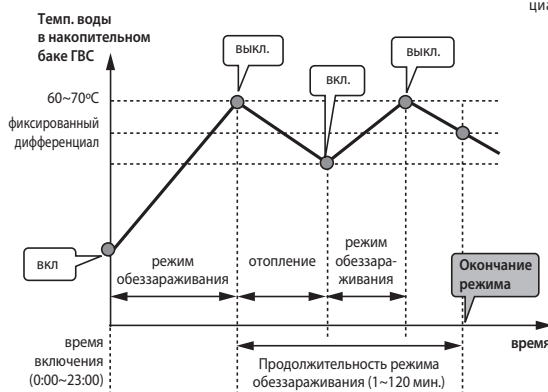 циа
Темп. воды
в накопительном
баке ГВС
выкл.
выкл.
вкл.
60~70ºC
фиксированный
дифференциал
вкл
режим
обеззараживания
отопление
режим
обеззара-
живания
Окончание
режима
время
время
включения
(0:00~23:00)
Продолжительность режима
обеззараживания (1~120 мин.)